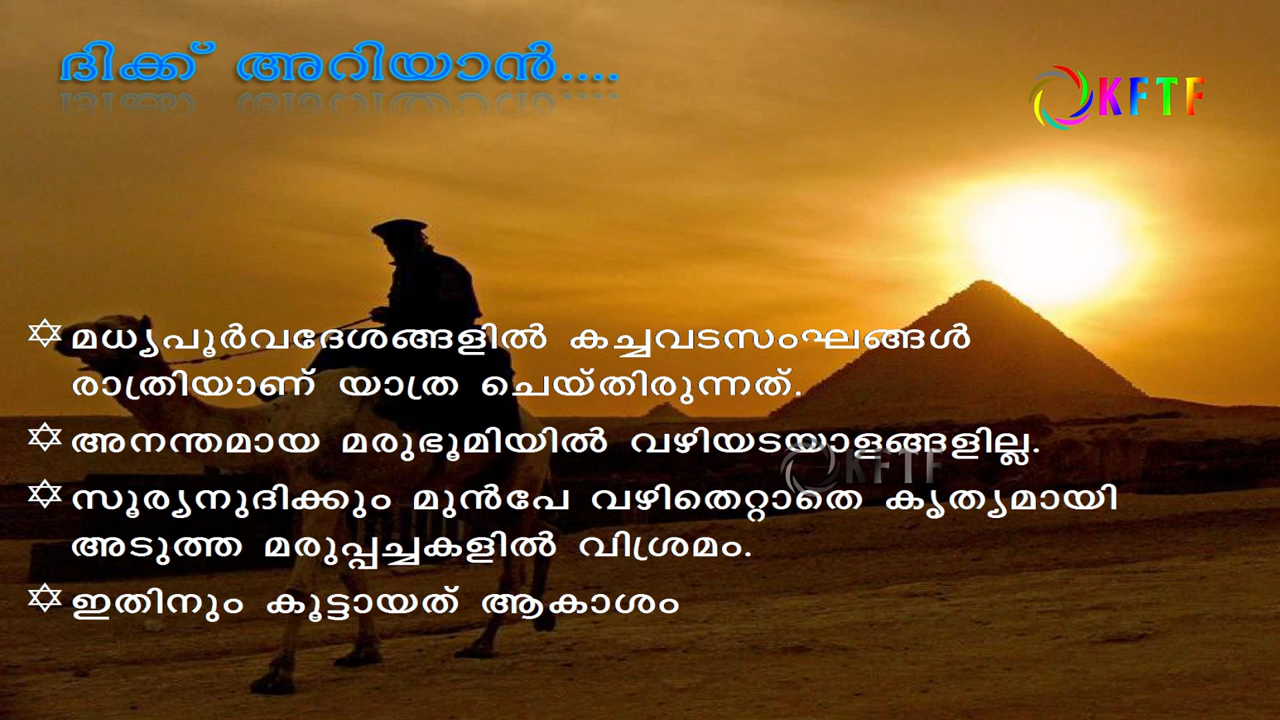 ദിക്ക് അറിയാൻ....
KFTF
✡ മധ്യപൂർവദേശങ്ങളിൽ കച്ചവടസംഘങ്ങൾ
രാത്രിയാണ് യാത്ര ചെയ്തിരുന്നത്.
✡ അനന്തമായ മരുഭൂമിയിൽ വഴിയടയാളങ്ങളില്ല.
KFTF
✡ സൂര്യനുദിക്കും മുൻപേ വഴിതെറ്റാതെ കൃത്യമായി
അടുത്ത മരുപ്പച്ചകളിൽ വിശ്രമം.
✡ ഇതിനും കൂട്ടായത് ആകാശം